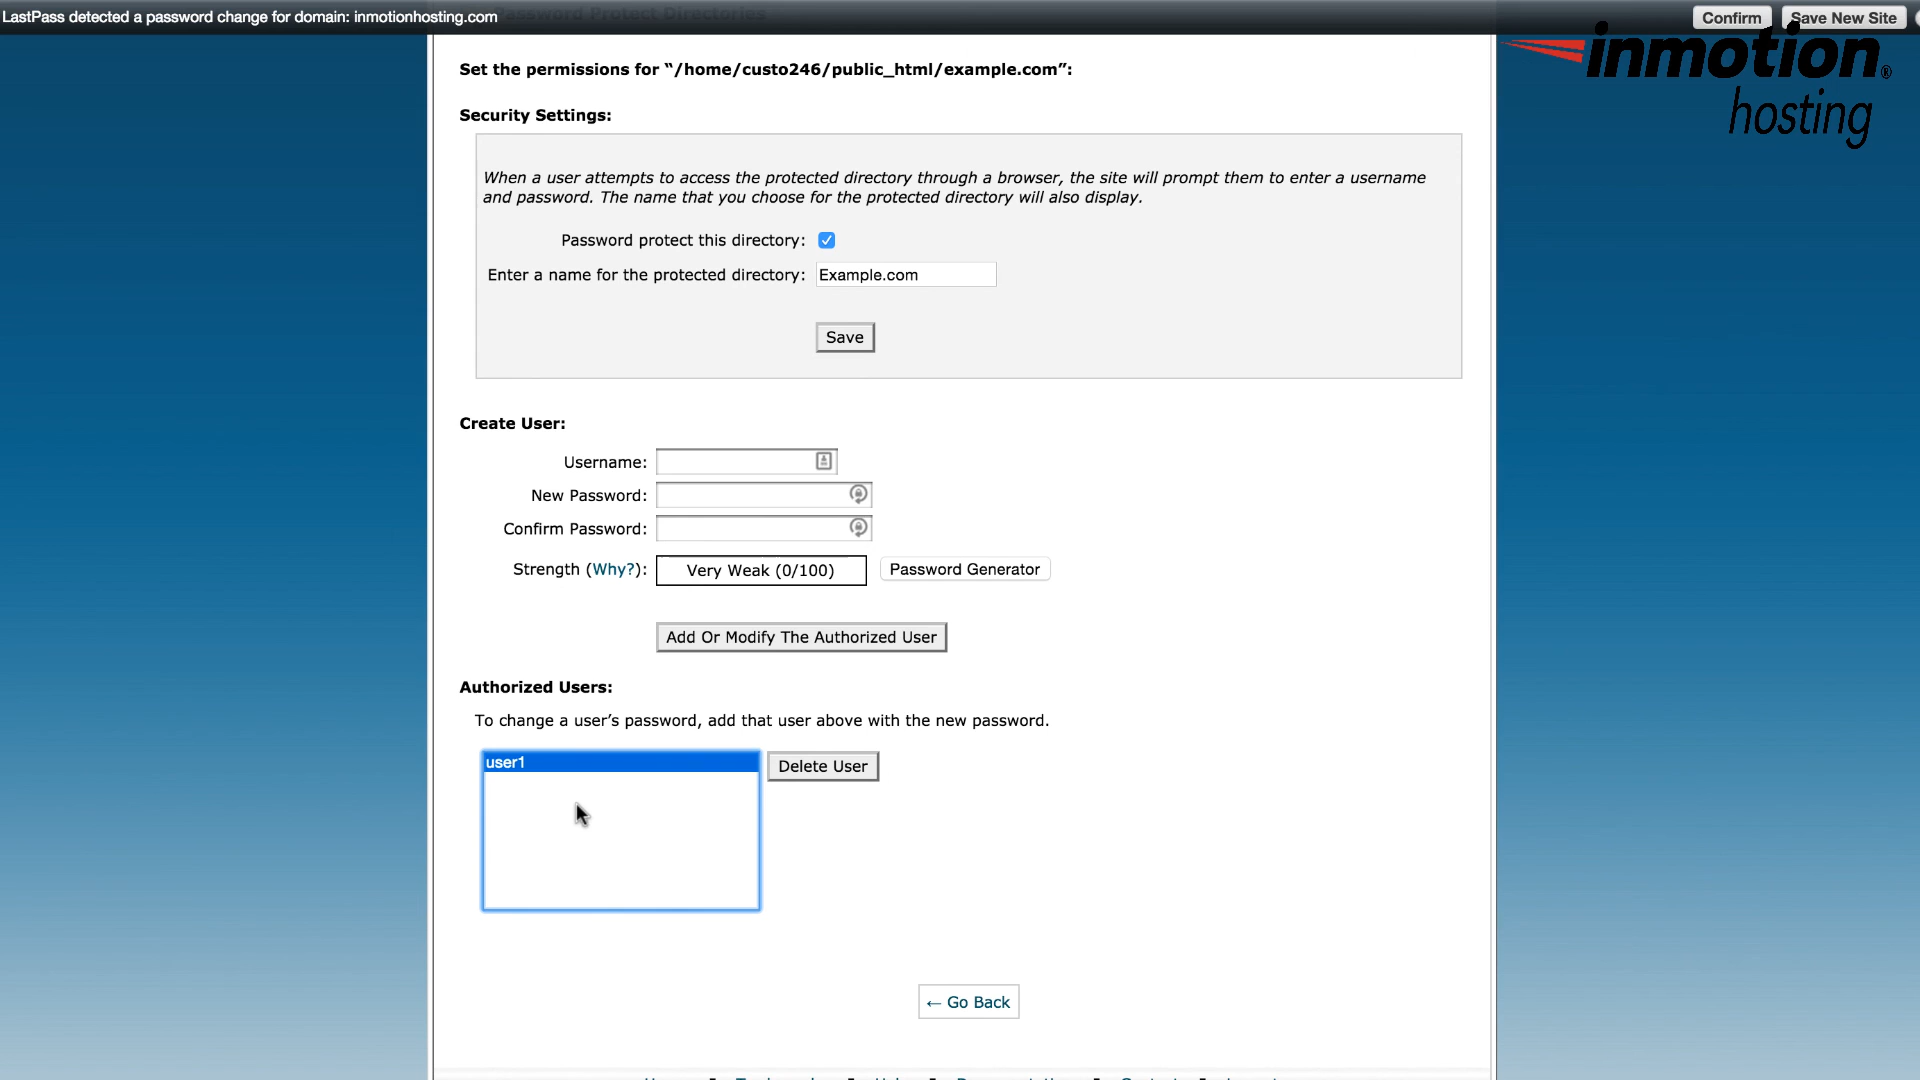 LastPass detected a password change for domain: inmotionhosting.com
Password Protect Directories
Confirm
Save New Site
inmotion®
hosting
Set the permissions for “/home/custo246/public_html/example.com”:
Security Settings:
When a user attempts to access the protected directory through a browser, the site will prompt them to enter a username
and password. The name that you choose for the protected directory will also display.
Password protect this directory:
Enter a name for the protected directory: Example.com
Save
Create User:
Username:
New Password:
Confirm Password:
Strength (Why?): Very Weak (0/100) Password Generator
Add Or Modify The Authorized User
Authorized Users:
To change a user’s password, add that user above with the new password.
user1
Delete User
← Go Back